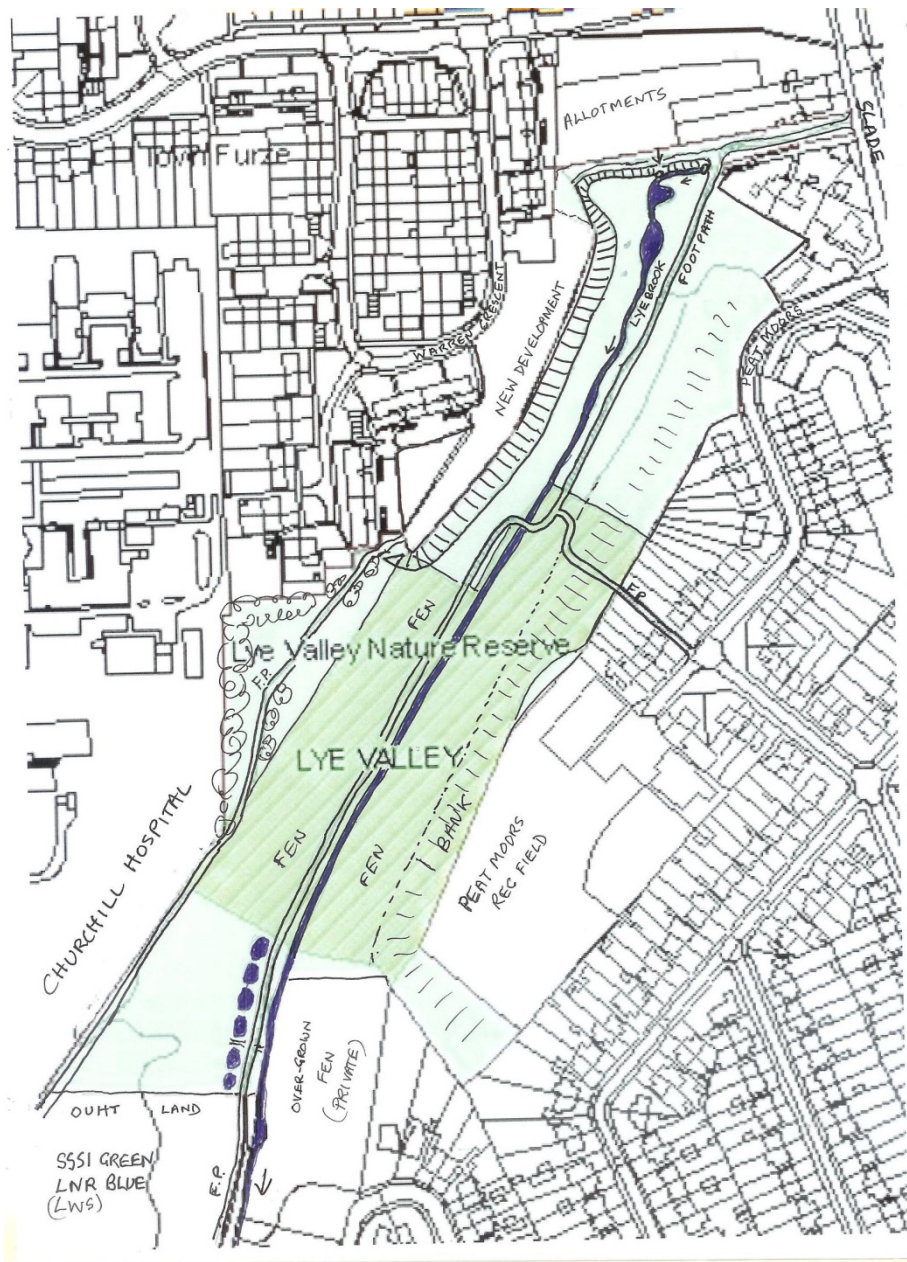 ALLOTMENTS
SLADE
Town Furze
FOOTPATH
LYE BROOK
WARREN CRESCENT
NEW DEVELOPMENT
PEAT MOORS
F.P.
FEN
Lye Valley Nature Reserve
F.P.
LYE VALLEY
CHURCHILL HOSPITAL
FEN
FEN
BANK
PEAT MOORS
REC FIELD
OVER-GROWN
FEN
(PRIVATE)
OUHT LAND
SSSI GREEN
LNR BLUE
(LWS)
F.P.